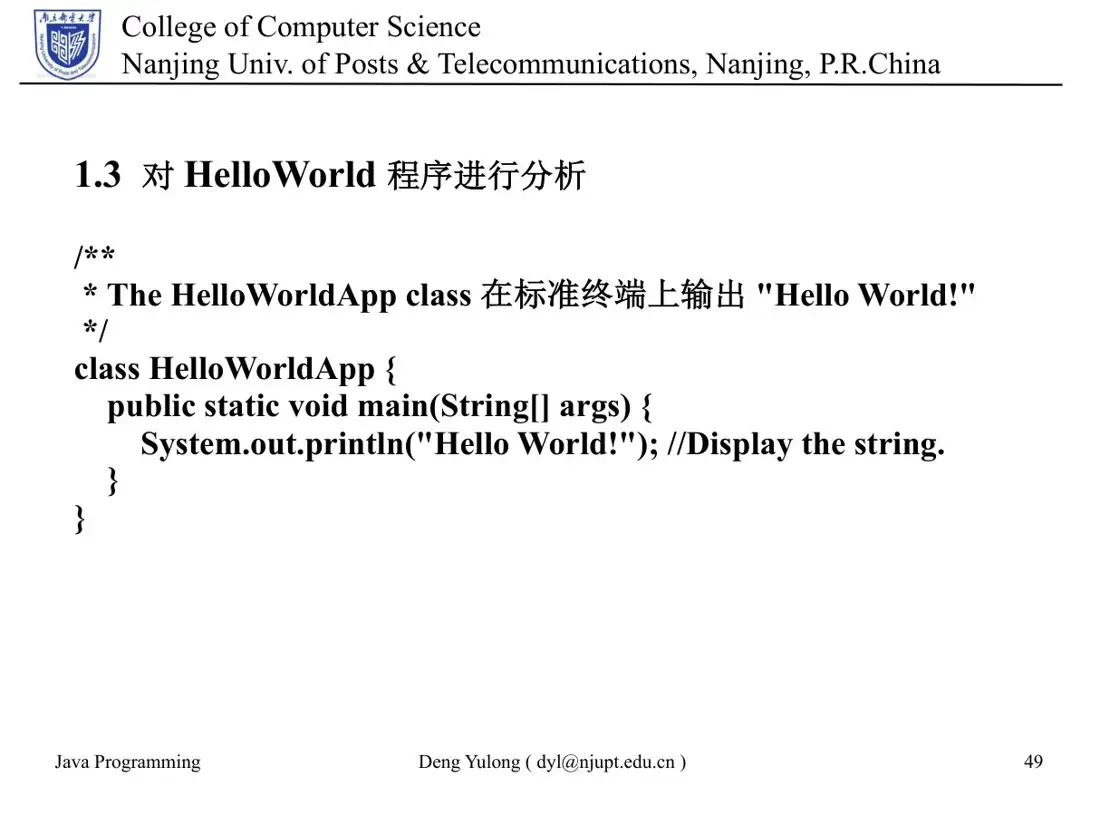 College of Computer Science
Nanjing Univ. of Posts & Telecommunications, Nanjing, P.R.China
1.3 对 HelloWorld 程序进行分析
/**
 * The HelloWorldApp class 在标准终端上输出 "Hello World!"
 */
class HelloWorldApp {
    public static void main(String[] args) {
        System.out.println("Hello World!"); //Display the string.
    }
}
Java Programming
Deng Yulong ( dyl@njupt.edu.cn )
49